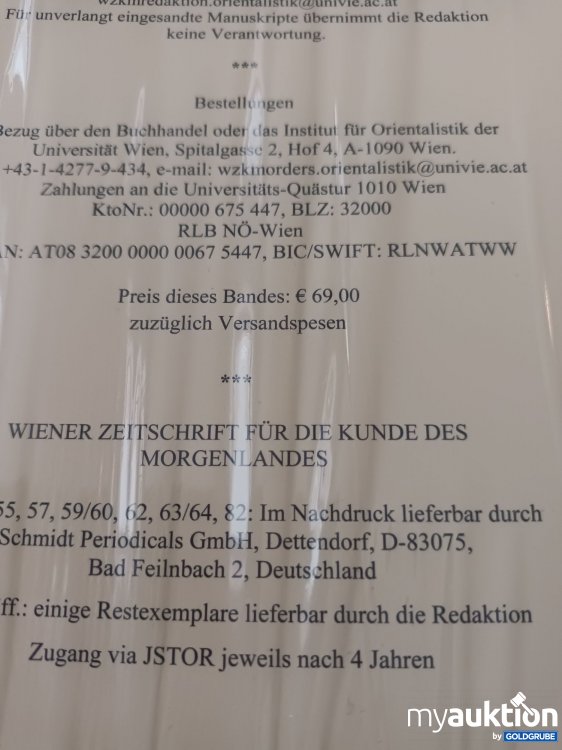 wzkmredaktion.orientalistik@univie.ac.at
Für unverlangt eingesandte Manuskripte übernimmt die Redaktion
keine Verantwortung.
***
Bestellungen
Bezug über den Buchhandel oder das Institut für Orientalistik der
Universität Wien, Spitalgasse 2, Hof 4, A-1090 Wien.
+43-1-4277-9-434, e-mail: wzkmorders.orientalistik@univie.ac.at
Zahlungen an die Universitäts-Quästur 1010 Wien
KtoNr.: 00000 675 447, BLZ: 32000
RLB NÖ-Wien
AN: AT08 3200 0000 0067 5447, BIC/SWIFT: RLNWATWW
Preis dieses Bandes: € 69,00
zuzüglich Versandspesen
***
WIENER ZEITSCHRIFT FÜR DIE KUNDE DES
MORGENLANDES
55, 57, 59/60, 62, 63/64, 82: Im Nachdruck lieferbar durch
Schmidt Periodicals GmbH, Dettendorf, D-83075,
Bad Feilnbach 2, Deutschland
ff.: einige Restexemplare lieferbar durch die Redaktion
Zugang via JSTOR jeweils nach 4 Jahren
myauktion
by GOLDGRUBE